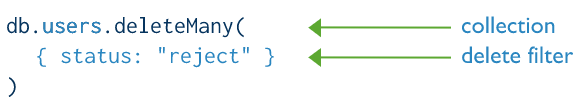 db.users.deleteMany( collection
{ status: "reject" } delete filter
)